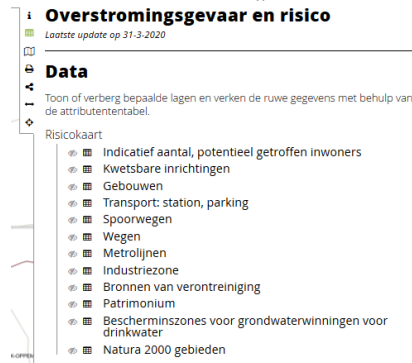 Overstromingsgevaar en risico
Laatste update op 31-3-2020
Data
Toon of verberg bepaalde lagen en verken de ruwe gegevens met behulp van
de attributentabel.
Risicokaart
Indicatief aantal, potentieel getroffen inwoners
Kwetsbare inrichtingen
Gebouwen
Transport: station, parking
Spoorwegen
Wegen
Metrolijnen
Industriezone
Bronnen van verontreiniging
Patrimonium
Bescherminszones voor grondwaterwinningen voor
drinkwater
Natura 2000 gebieden